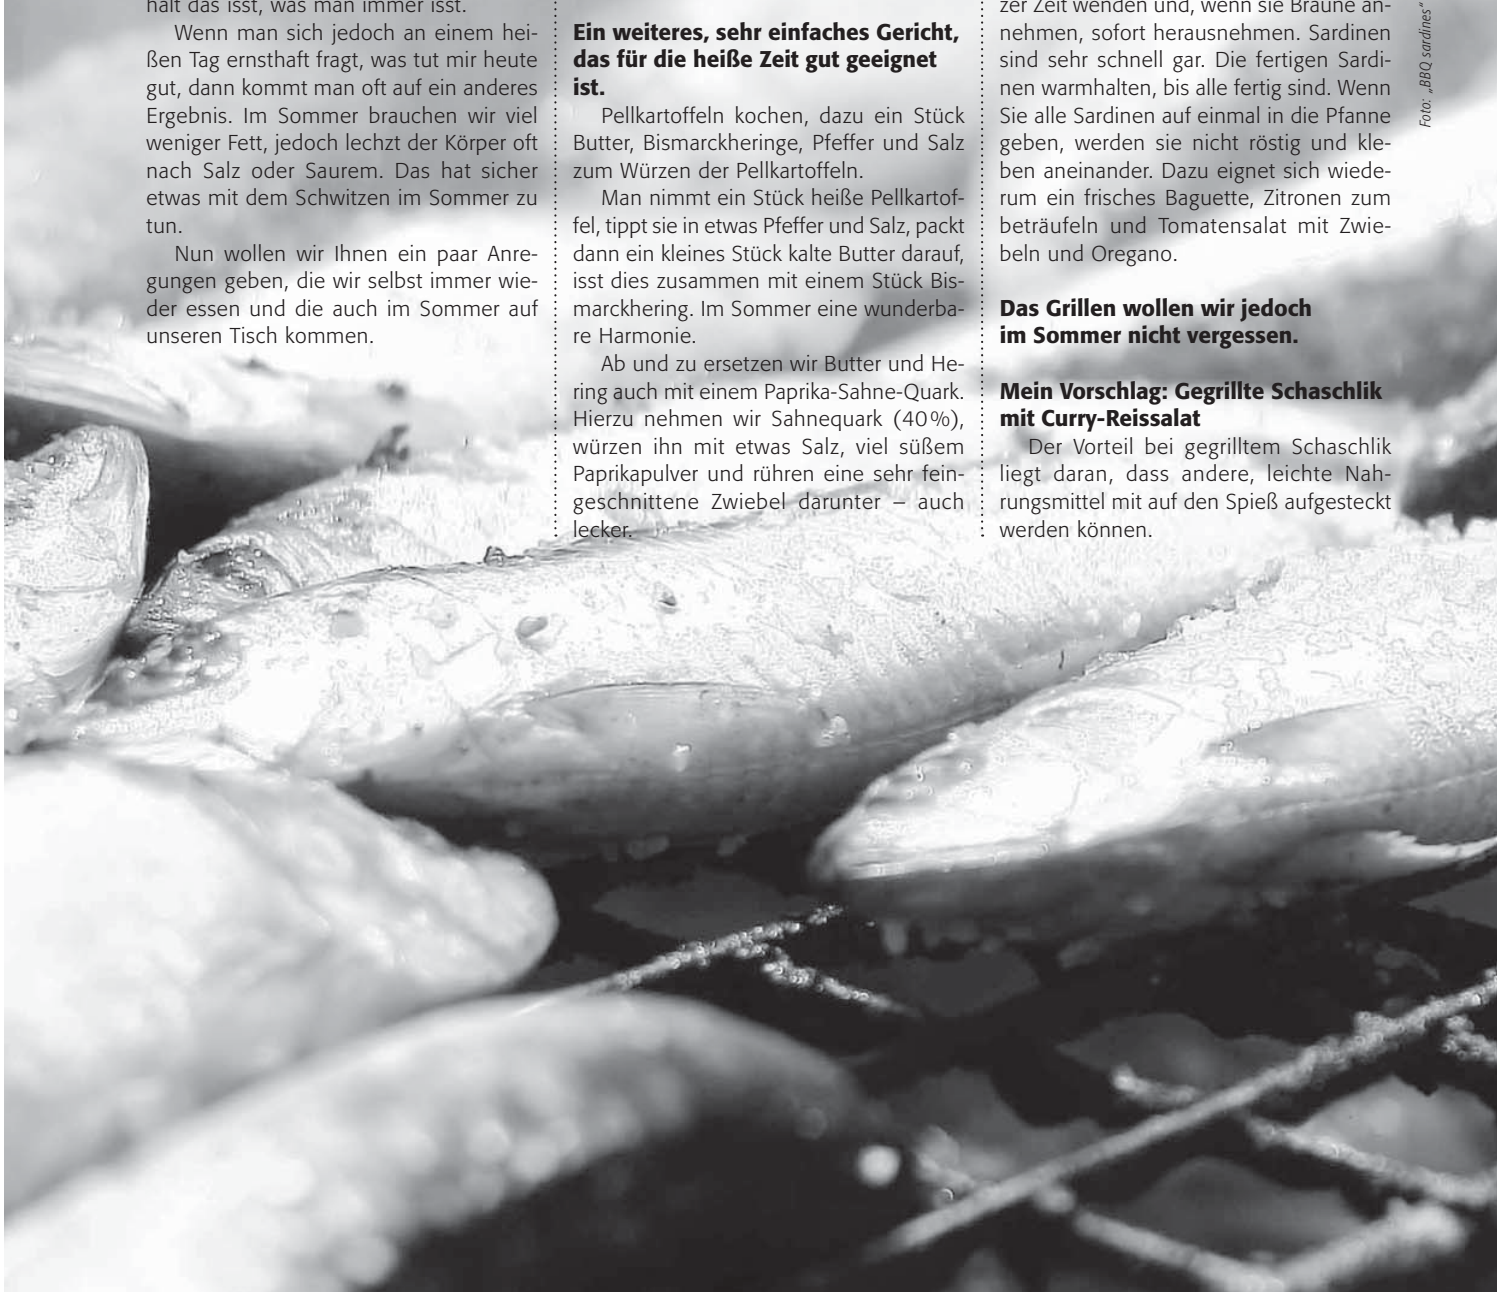 halt das isst, was man immer isst.
Wenn man sich jedoch an einem hei-
ßen Tag ernsthaft fragt, was tut mir heute
gut, dann kommt man oft auf ein anderes
Ergebnis. Im Sommer brauchen wir viel
weniger Fett, jedoch lechzt der Körper oft
nach Salz oder Saurem. Das hat sicher
etwas mit dem Schwitzen im Sommer zu
tun.
Nun wollen wir Ihnen ein paar Anre-
gungen geben, die wir selbst immer wie-
der essen und die auch im Sommer auf
unseren Tisch kommen.
Ein weiteres, sehr einfaches Gericht,
das für die heiße Zeit gut geeignet
ist.
Pellkartoffeln kochen, dazu ein Stück
Butter, Bismarckheringe, Pfeffer und Salz
zum Würzen der Pellkartoffeln.
Man nimmt ein Stück heiße Pellkartof-
fel, tippt sie in etwas Pfeffer und Salz, packt
dann ein kleines Stück kalte Butter darauf,
isst dies zusammen mit einem Stück Bis-
marckhering. Im Sommer eine wunderba-
re Harmonie.
Ab und zu ersetzen wir Butter und He-
ring auch mit einem Paprika-Sahne-Quark.
Hierzu nehmen wir Sahnequark (40%),
würzen ihn mit etwas Salz, viel süßem
Paprikapulver und rühren eine sehr fein-
geschnittene Zwiebel darunter – auch
lecker.
zer Zeit wenden und, wenn sie Bräune an-
nehmen, sofort herausnehmen. Sardinen
sind sehr schnell gar. Die fertigen Sardi-
nen warmhalten, bis alle fertig sind. Wenn
Sie alle Sardinen auf einmal in die Pfanne
geben, werden sie nicht röstig und kle-
ben aneinander. Dazu eignet sich wiede-
rum ein frisches Baguette, Zitronen zum
beträufeln und Tomatensalat mit Zwie-
beln und Oregano.
Das Grillen wollen wir jedoch
im Sommer nicht vergessen.
Mein Vorschlag: Gegrillte Schaschlik
mit Curry-Reissalat
Der Vorteil bei gegrilltem Schaschlik
liegt daran, dass andere, leichte Nah-
rungsmittel mit auf den Spieß aufgesteckt
werden können.
Foto: „BBQ sardines“